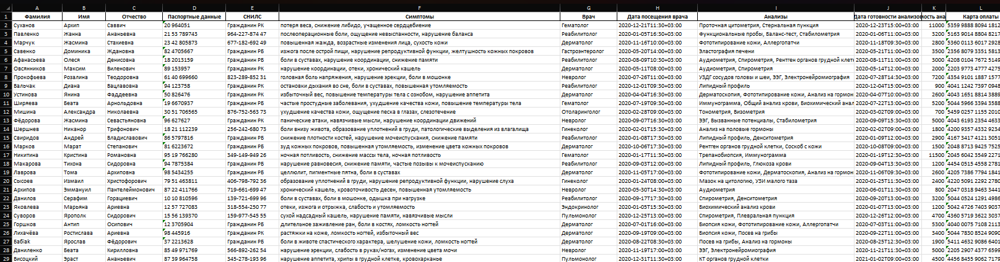 A B C D E F G H I J K L
1 Фамилия Имя Отчество Паспортные данные СНИЛС Симптомы Врач Дата посещения врача Анализы Дата готовности анализов ость ана Карта оплаты
2 Суханов Архип Саввич 20 964051 Гражданин РК потеря веса, снижение либидо, учащенное сердцебиение Гематолог 2020-12-21T11:30+03:00 Проточная цитометрия, Стернальная пункция 2020-12-23T15:00+03:00 11000 5359 9888 8094 1812
3 Павленко Жанна Ананьевна 21 53 789743 964-227-874 47 послеоперационные боли, ощущение невыспанности, нарушение баланса Реабилитолог 2020-01-05T16:30+03:00 Функциональные пробы, Баланс-тест, Стабилометрия 2020-01-06T11:00+03:00 3200 5163 9014 8804 8217
4 Марчук Жасмина Стахиевна 23 42 805873 677-182-692 49 повышенная жажда, возрастные изменения лица, сухость кожи Дерматолог 2020-11-16T10:00+03:00 Фототипирование кожи, Аллергопатчи 2020-11-18T09:30+03:00 2800 5360 0113 6017 2928
5 Савенко Доминика Ждановна 82 4705667 Гражданин РБ изжога после острой пищи, нарушение репродуктивной функции, желтушность кожных покровов Гастроэнтеролог 2020-05-20T14:00+03:00 Эластография печени 2020-05-21T11:00+03:00 3500 2356 8079 3351 5813
6 Афанасьева Олеся Денисовна 18 2013159 Гражданин РБ боли в суставах, нарушение координации, снижение памяти Реабилитолог 2020-08-09T10:30+03:00 Аудиометрия, Спирометрия, Рентген органов грудной клет 2020-08-11T11:00+03:00 3000 4208 0104 7672 5149
7 Овсянников Максим Виленович 89 153957 Гражданин РК нарушение координации, отеки, хронический кашель Дерматолог 2020-05-11T08:00+03:00 Аудиометрия, Спирометрия 2020-05-14T12:00+03:00 2000 2203 9773 4777 4275
8 Прокофьева Розалина Теодоровна 61 40 699660 823-289-852 31 головная боль напряжения, нарушение эрекции, боли в мошонке Невролог 2020-07-26T11:00+03:00 УЗДГ сосудов головы и шеи, ЭЭГ, Электронейромиография 2020-07-28T14:30+03:00 7200 4354 9101 1887 1577
9 Вальчак Диана Вацлавовна 94 123758 Гражданин РК остановки дыхания во сне, боли в суставах, повышенная утомляемость Реабилитолог 2020-12-01T09:30+03:00 Липидный профиль 2020-12-04T15:00+03:00 900 4041 1242 7397 0948
10 Устинова Янина Фаддеевна 50 826476 Гражданин РК избыточный вес, повышение температуры тела с ознобом, нарушение аппетита Дерматолог 2020-04-04T16:30+03:00 Дерматоскопия, Фототипирование кожи, Анализ на гормон 2020-04-07T10:00+03:00 2600 4043 1651 8814 3889
11 Ширяева Беата Арнольдовна 19 6670937 Гражданин РБ частые простудные заболевания, ухудшение качества кожи, повышение температуры тела Гематолог 2020-07-19T09:30+03:00 Иммунограмма, Общий анализ крови, Биохимический анал 2020-07-22T13:00+03:00 5200 5044 5966 3394 3588
12 Мишина Александра Николаевна 30 51 706565 876-752-563 73 ухудшение качества кожи, ощущение песка в глазах, слезотечение Отоларинголог 2020-02-28T09:00+03:00 Тонометрия, Визометрия 2020-03-02T09:00+03:00 700 5459 0257 1155 2010
13 Фёдорова Жасмина Севастьяновна 96 627627 Гражданин РК панические атаки, навязчивые мысли, нарушение координации движений Невролог 2020-09-07T16:30+03:00 ЭЭГ, Вызванные потенциалы, Стабилометрия 2020-09-09T15:30+03:00 5000 4043 6193 2354 4633
14 Шершнев Никанор Трифонович 18 21 112239 256-242-680 73 боли внизу живота, образование уплотнений в груди, патологические выделения из влагалища Гинеколог 2020-02-01T15:30+03:00 Анализ на половые гормоны 2020-02-02T09:00+03:00 1800 4200 9357 4332 9234
15 Свиридов Андрей Владиславович 86 5797816 Гражданин РБ снижение плотности костей, нарушение мочеиспускания, снижение памяти Реабилитолог 2020-01-08T17:30+03:00 Липидный профиль, Денситометрия 2020-01-09T12:00+03:00 2900 4167 3417 4121 3051
16 Марков Марат Степанович 81 6223672 Гражданин РБ зуд кожных покровов, повышенная утомляемость, изменение цвета кожных покровов Дерматолог 2020-10-06T17:30+03:00 Рентген органов грудной клетки, Соскоб с кожи 2020-10-08T09:00+03:00 1500 2048 8713 9425 7525
17 Никитина Кристина Романовна 95 19 766280 349-149-949 26 ночная потливость, снижение массы тела, ночная потливость Гематолог 2020-01-17T11:30+03:00 Трепанобиопсия, Иммунограмма 2020-01-19T12:30+03:00 11500 2045 6042 3549 2271
18 Макарова Тихона Сидоровна 94 7875384 Гражданин РБ нарушение равновесия, снижение памяти, частые позывы к мочеиспусканию Реабилитолог 2020-09-03T12:00+03:00 Липидный профиль, Глюкоза крови 2020-09-04T13:30+03:00 1200 4454 0515 4558 2781
19 Лаврова Тома Архиповна 98 5434255 Гражданин РБ целлюлит, пигментные пятна, боли в суставах Дерматолог 2020-11-05T17:00+03:00 Фототипирование кожи, Дерматоскопия, Анализ на гормон 2020-11-06T09:30+03:00 2600 4205 7386 7794 1841
20 Сысоев Измаил Христофорович 79 51 463811 406-798-792 36 образование уплотнений в груди, нарушение репродуктивной функции, нарушение слуха Гинеколог 2020-01-24T08:00+03:00 Мазок на цитологию, УЗИ малого таза 2020-01-25T11:30+03:00 2400 4220 5091 2292 2780
21 Архипов Эммануил Пантелеймонович 87 22 411766 719-661-699 47 хронический кашель, кровоточивость десен, повышенная утомляемость Невролог 2020-05-30T14:30+03:00 Аудиометрия 2020-06-01T11:30+03:00 800 2047 0318 9463 3441
22 Данилов Серафим Горациевич 10 10 810596 139-721-699 96 боли в суставах, боли в мошонке, одышка при нагрузке Реабилитолог 2020-09-17T17:30+03:00 Спирометрия, Денситометрия 2020-09-20T13:00+03:00 3200 5044 0524 1291 4986
23 Яковлева Марьяна Ариевна 12 57 727083 318-554-250 77 отеки, изжога и отрыжка, слабость и утомляемость Эндокринолог 2020-01-05T15:00+03:00 Биохимический анализ крови 2020-01-07T13:00+03:00 1200 5042 4726 7403 9037
24 Суворов Ярополк Сидорович 15 56 139370 159-977-545 55 сухой надсадный кашель, нарушение памяти, навязчивые мысли Пульмонолог 2020-12-25T13:00+03:00 Спирометрия, Плевральная пункция 2020-12-26T12:00+03:00 4700 4360 5719 3622 3037
25 Горшков Антип Осипович 12 3705904 Гражданин РБ длительное заживление ран, боли в костях, ломкость ногтей Дерматолог 2020-07-01T16:00+03:00 Биопсия кожи, Фототипирование кожи, Аллергопатчи 2020-07-03T11:00+03:00 5300 4040 0075 7108 2113
26 Лихачёва Ростислава Ариевна 98 445916 Гражданин РК растяжки на коже, ломкость ногтей, избыточный вес Дерматолог 2020-09-19T09:00+03:00 Биопсия кожи, Посев на грибы 2020-09-22T11:00+03:00 3400 5044 7830 8524 9090
27 Бабіak Ярослав Фёдорович 37 2213628 Гражданин РБ боли в животе спастического характера, шелушение кожи, ломкость ногтей Дерматолог 2020-08-22T08:30+03:00 Посев на грибы, Анализ на гормоны 2020-08-25T12:30+03:00 1900 5411 4632 9086 6401
28 Даниленко Беата Кирилловна 85 49 971769 566-892-262 54 нарушение эрекции, слабость в руках/ногах, изменение цвета мочи Невролог 2020-11-19T17:00+03:00 ЭЭГ, Электронейромиография 2020-11-21T11:30+03:00 5000 2205 2907 4377 6599
29 Висоцкий Эраст Ананьевич 87 39 964758 345-278-193 96 нарушение аппетита, хрипы в грудной клетке, кровохарканье Пульмонолог 2020-12-31T11:30+03:00 КТ органов грудной клетки 2021-01-02T09:00+03:00 4500 4456 8455 9062 7179